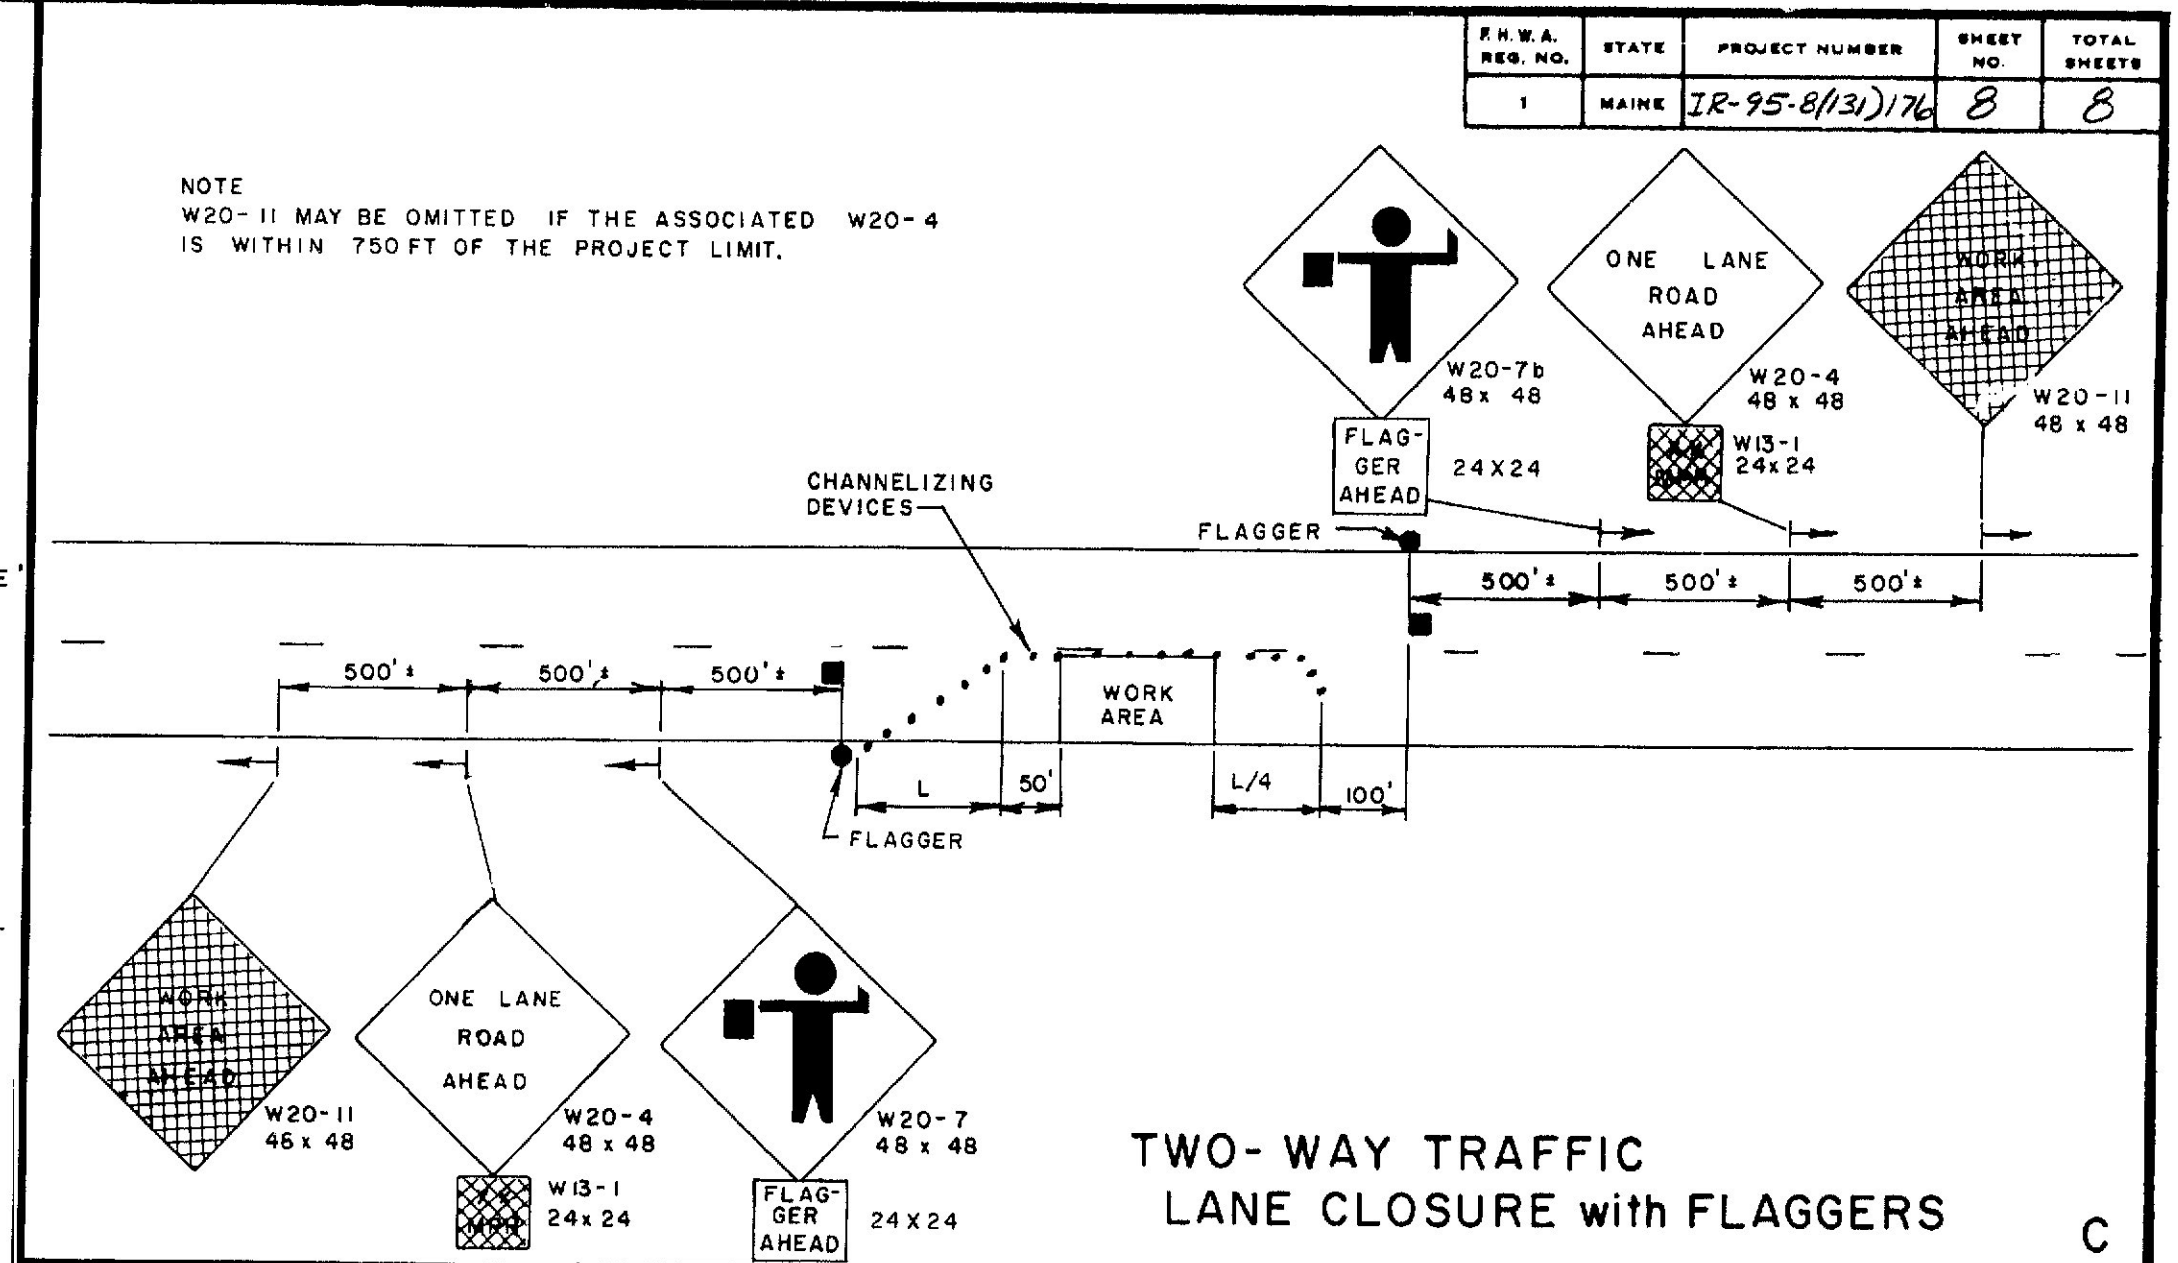 F.H.W.A. REG. NO.
STATE
PROJECT NUMBER
SHEET NO.
TOTAL SHEETS
1
MAINE
IR-95-8(131)176
8
8
NOTE
W20-11 MAY BE OMITTED IF THE ASSOCIATED W20-4
IS WITHIN 750 FT OF THE PROJECT LIMIT.
ONE LANE
ROAD
AHEAD
WORK
AREA
AHEAD
W20-7b
48 x 48
W20-4
48 x 48
W20-11
48 x 48
FLAG-
GER
AHEAD
24X24
W13-1
24x24
CHANNELIZING
DEVICES
FLAGGER
500'±
500'±
500'±
500'±
500'±
500'±
WORK
AREA
L
50'
L/4
100'
FLAGGER
WORK
AREA
AHEAD
W20-11
46 x 48
ONE LANE
ROAD
AHEAD
W20-4
48 x 48
W20-7
48 x 48
MPH
W13-1
24x24
FLAG-
GER
AHEAD
24X24
TWO-WAY TRAFFIC
LANE CLOSURE with FLAGGERS
C